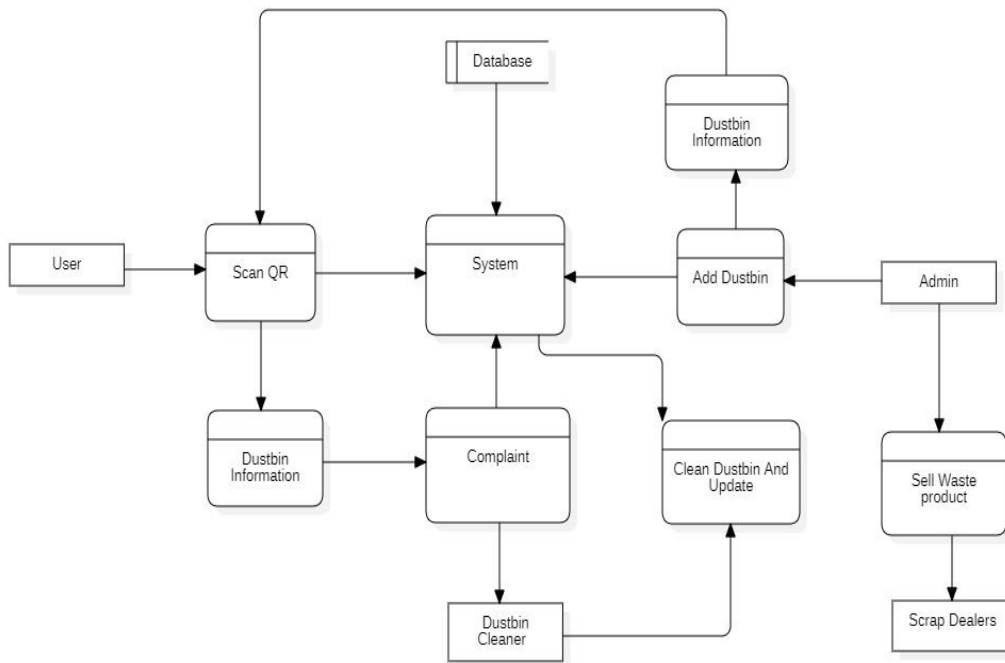 Database
Dustbin
Information
User
Scan QR
System
Add Dustbin
Admin
Dustbin
Information
Complaint
Clean Dustbin And
Update
Sell Waste
product
Dustbin
Cleaner
Scrap Dealers